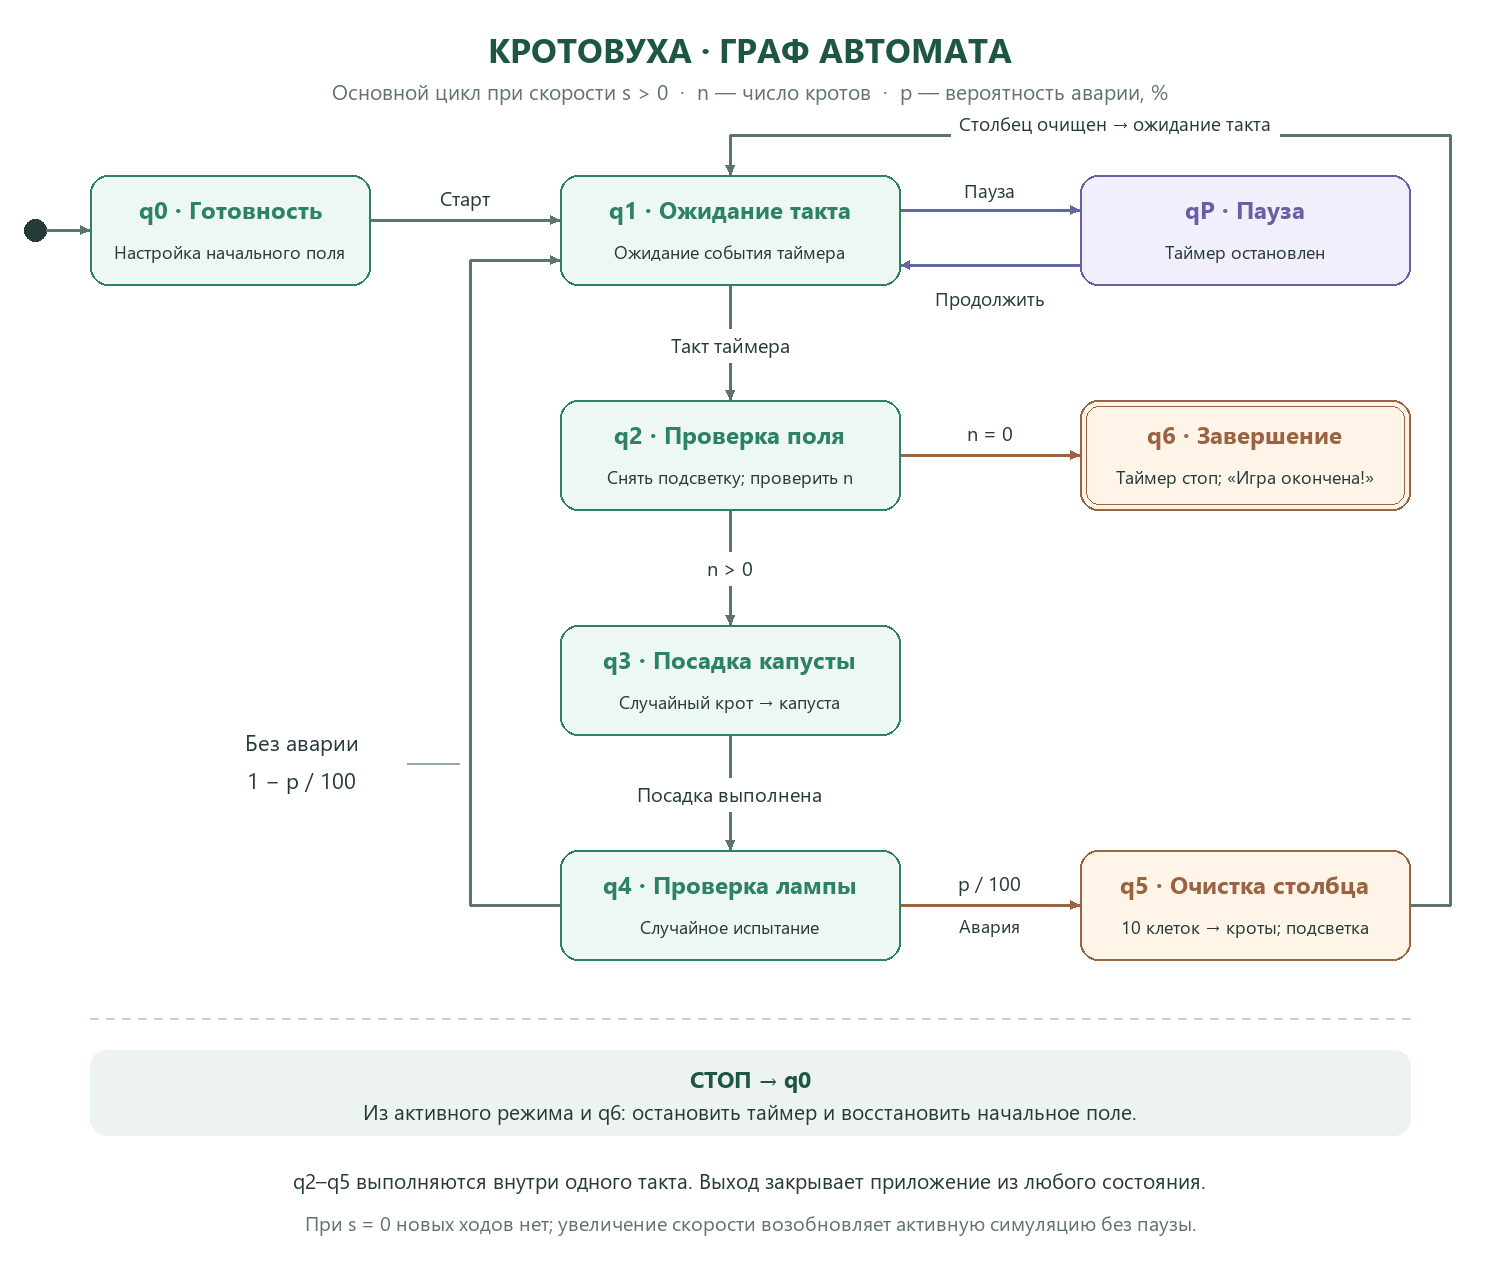 КРОТОВУХА · ГРАФ АВТОМАТА
Основной цикл при скорости s > 0 · n — число кротов · p — вероятность аварии, %
Столбец очищен → ожидание такта
q0 · Готовность
Настройка начального поля
Старт
q1 · Ожидание такта
Ожидание события таймера
Пауза
Продолжить
qP · Пауза
Таймер остановлен
Такт таймера
q2 · Проверка поля
Снять подсветку; проверить n
n = 0
q6 · Завершение
Таймер стоп; «Игра окончена!»
n > 0
q3 · Посадка капусты
Случайный крот → капуста
Без аварии
1 − p / 100
Посадка выполнена
q4 · Проверка лампы
Случайное испытание
p / 100
Авария
q5 · Очистка столбца
10 клеток → кроты; подсветка
СТОП → q0
Из активного режима и q6: остановить таймер и восстановить начальное поле.
q2–q5 выполняются внутри одного такта. Выход закрывает приложение из любого состояния.
При s = 0 новых ходов нет; увеличение скорости возобновляет активную симуляцию без паузы.